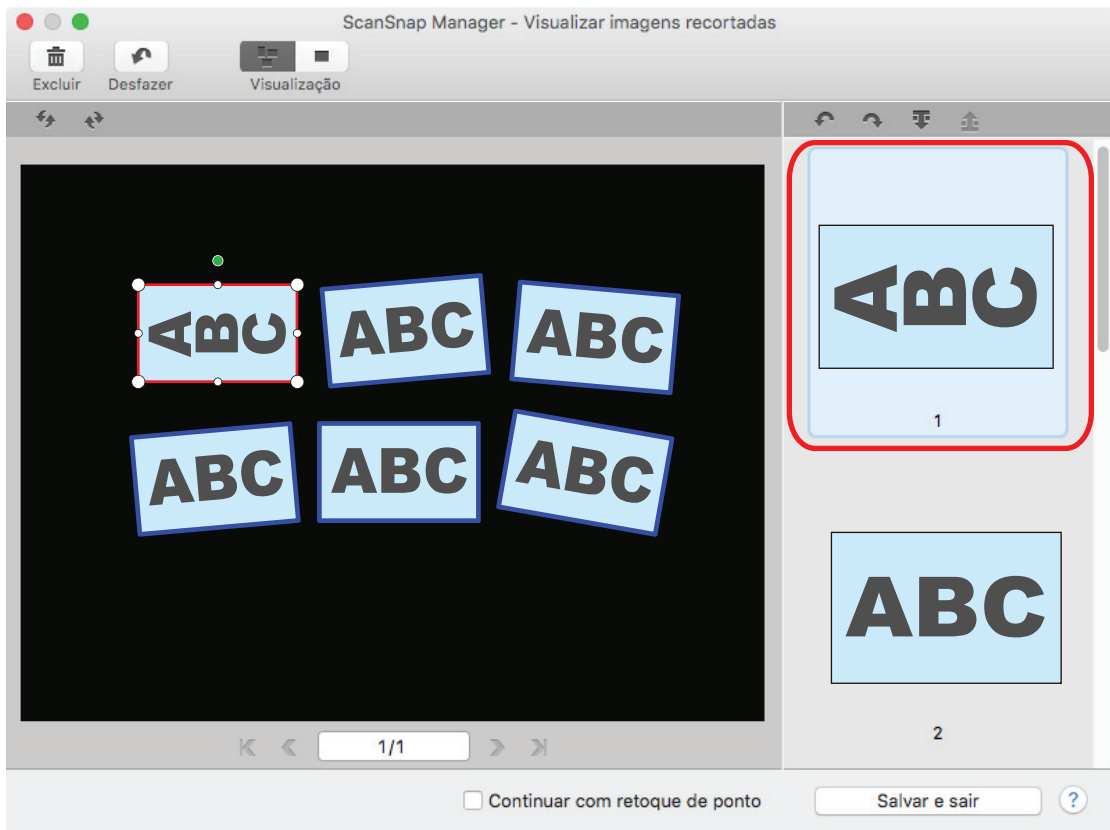 ScanSnap Manager - Visualizar imagens recortadas
Excluir Desfazer Visualização
ABC ABC ABC
ABC ABC ABC
1/1
ABC
1
ABC
2
Continuar com retoque de ponto
Salvar e sair
?